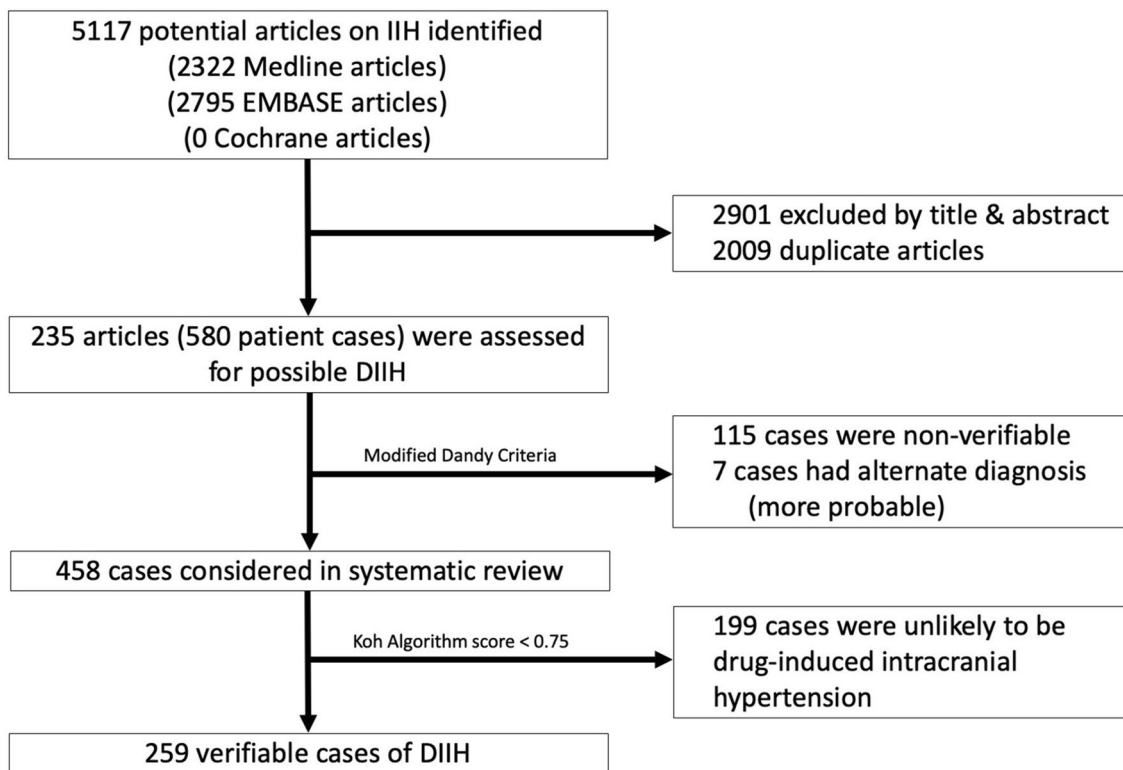 5117 potential articles on IIH identified
(2322 Medline articles)
(2795 EMBASE articles)
(0 Cochrane articles)
2901 excluded by title & abstract
2009 duplicate articles
235 articles (580 patient cases) were assessed
for possible DIIH
Modified Dandy Criteria
115 cases were non-verifiable
7 cases had alternate diagnosis
(more probable)
458 cases considered in systematic review
Koh Algorithm score < 0.75
199 cases were unlikely to be
drug-induced intracranial
hypertension
259 verifiable cases of DIIH